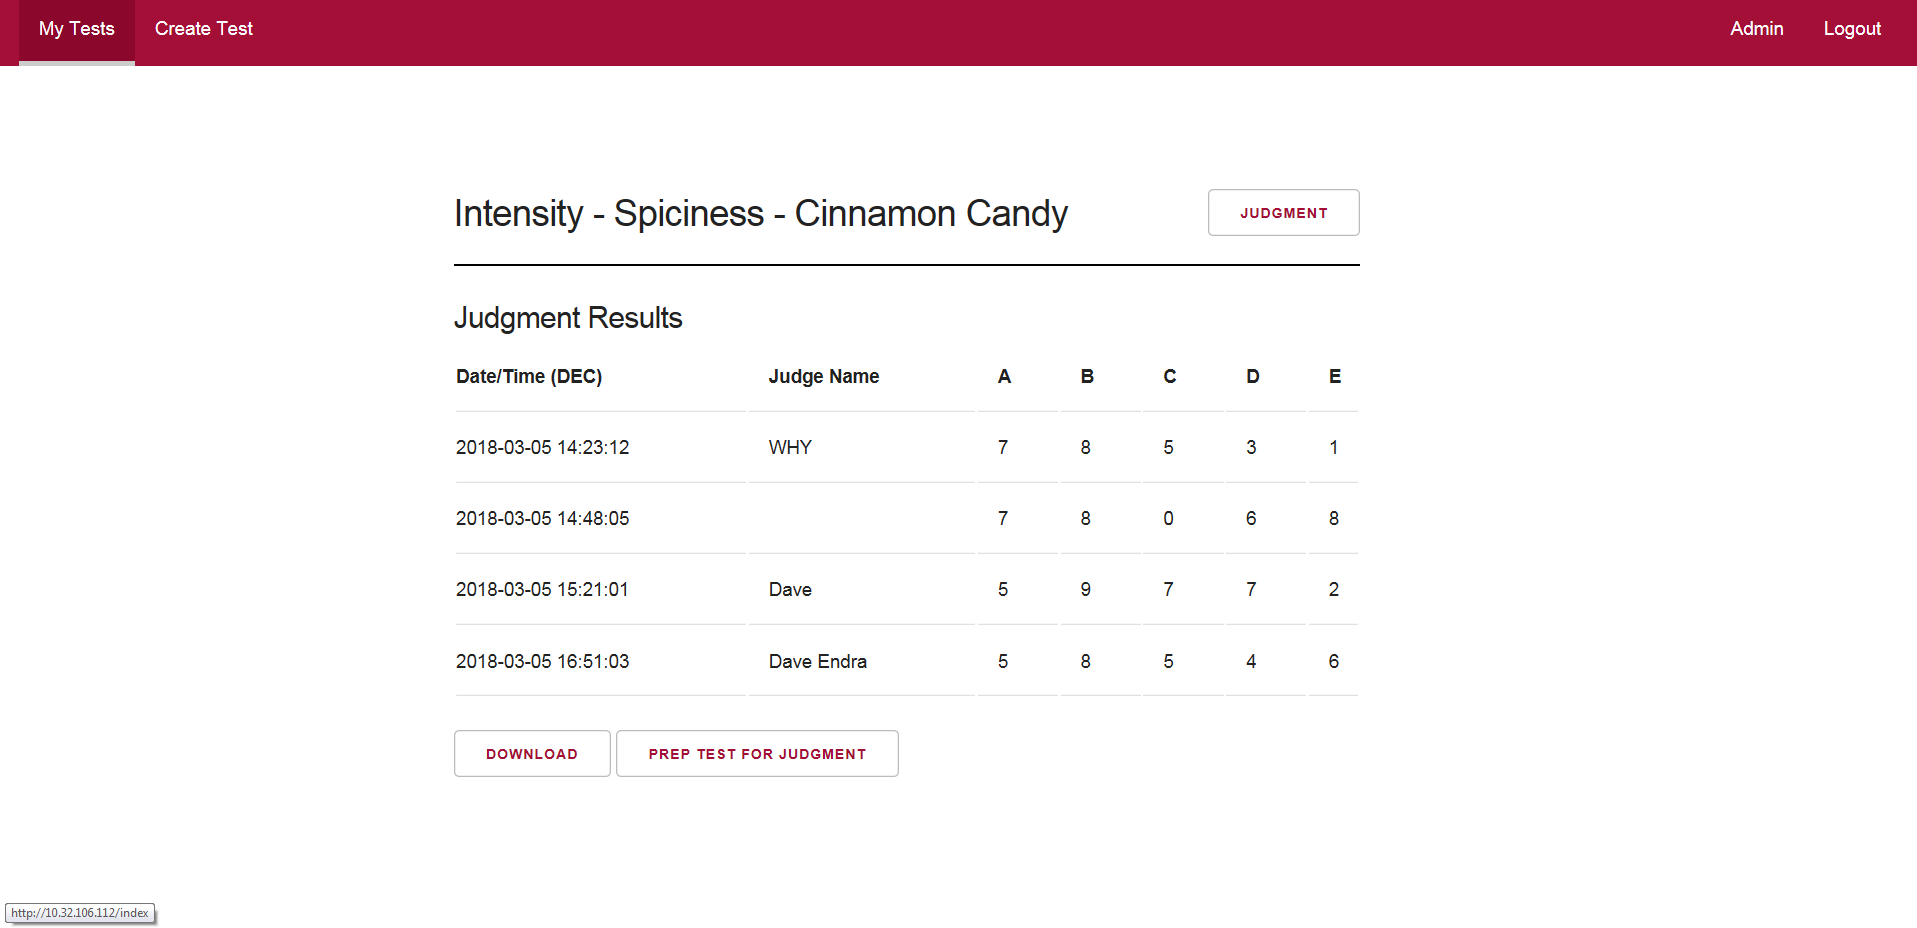 My Tests Create Test Admin Logout
Intensity - Spiciness - Cinnamon Candy JUDGMENT
Judgment Results
Date/Time (DEC) Judge Name A B C D E
2018-03-05 14:23:12 WHY 7 8 5 3 1
2018-03-05 14:48:05 7 8 0 6 8
2018-03-05 15:21:01 Dave 5 9 7 7 2
2018-03-05 16:51:03 Dave Endra 5 8 5 4 6
DOWNLOAD PREP TEST FOR JUDGMENT
http://10.32.106.112/index